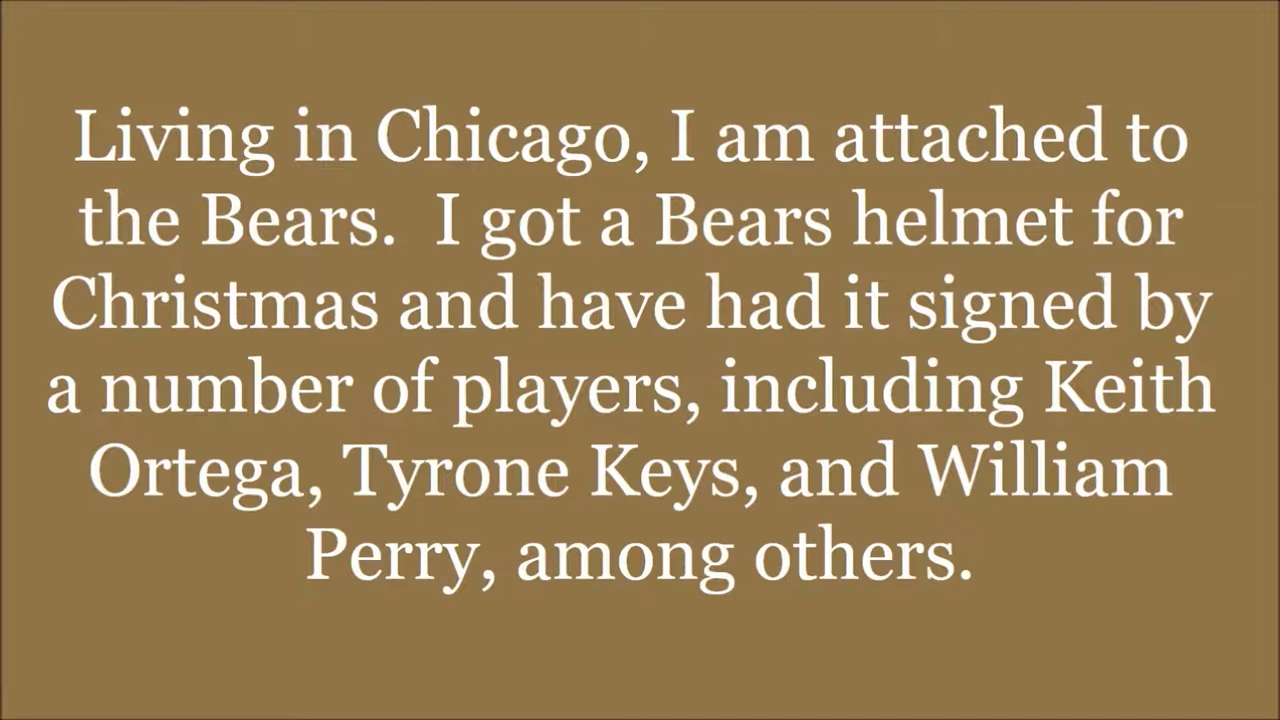 Living in Chicago, I am attached to
the Bears.  I got a Bears helmet for
Christmas and have had it signed by
a number of players, including Keith
Ortega, Tyrone Keys, and William
Perry, among others.